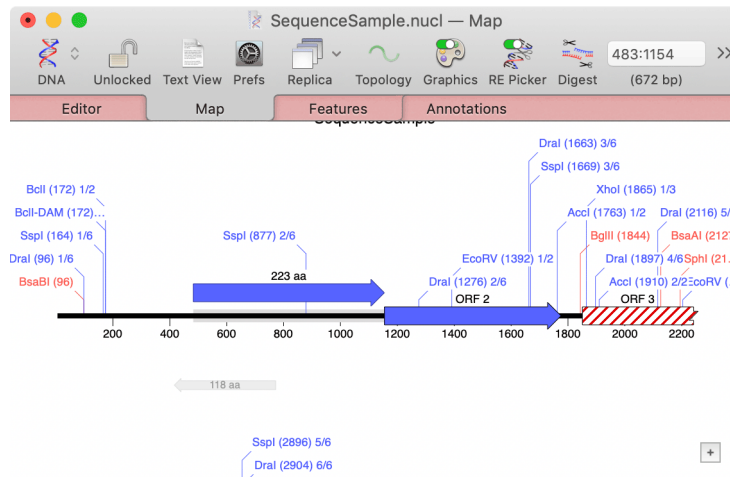 SequenceSample.nucl — Map
DNA
Unlocked
Text View
Prefs
Replica
Topology
Graphics
RE Picker
Digest
483:1154
(672 bp)
Editor
Map
Features
Annotations
SequenceSample
DraI (1663) 3/6
SspI (1669) 3/6
BclI (172) 1/2
XhoI (1865) 1/3
BclI-DAM (172)...
AccI (1763) 1/2
DraI (2116) 5/
SspI (164) 1/6
SspI (877) 2/6
BglII (1844)
BsaAI (2127
DraI (96) 1/6
EcoRV (1392) 1/2
DraI (1897) 4/6
SphI (21..
BsaBI (96)
223 aa
DraI (1276) 2/6
AccI (1910) 2/2
EcoRV (..
ORF 2
ORF 3
200 400 600 800 1000 1200 1400 1600 1800 2000 2200
118 aa
SspI (2896) 5/6
DraI (2904) 6/6